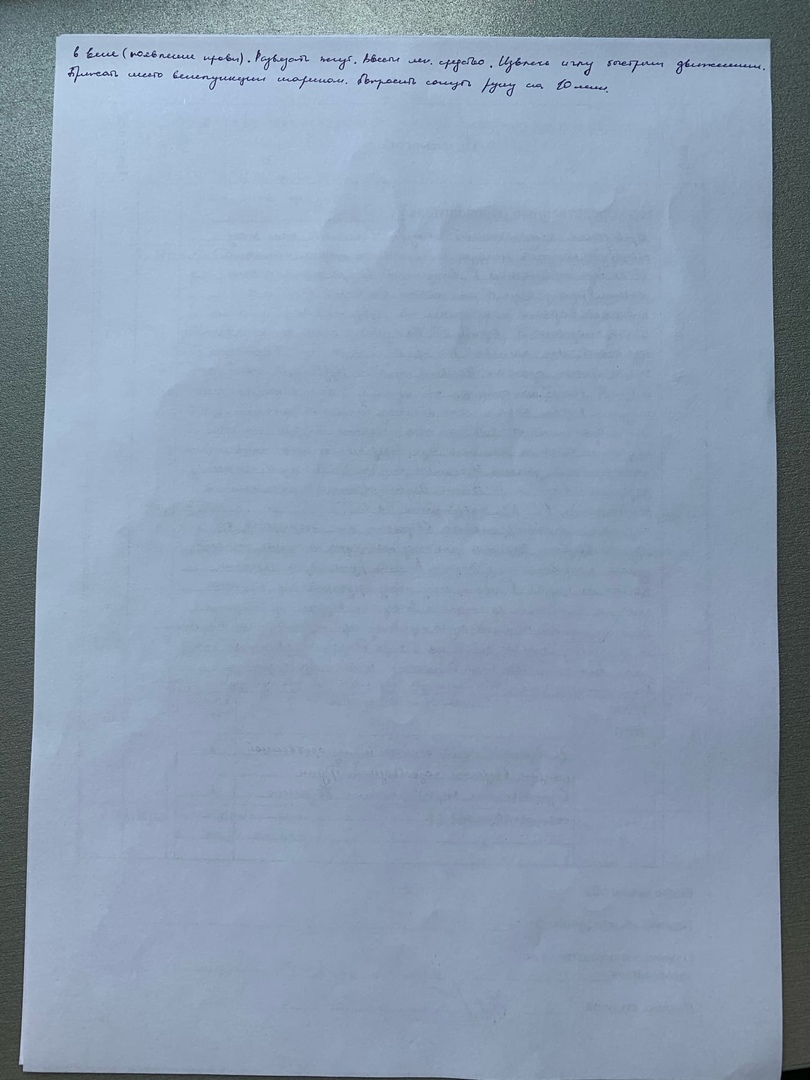 в вене (появлении крови). Развязать жгут. Ввести лек. средство. Извлечь иглу быстрым движением.
Прижать место венепункции шариком. Попросить согнуть руку на 10 мин.